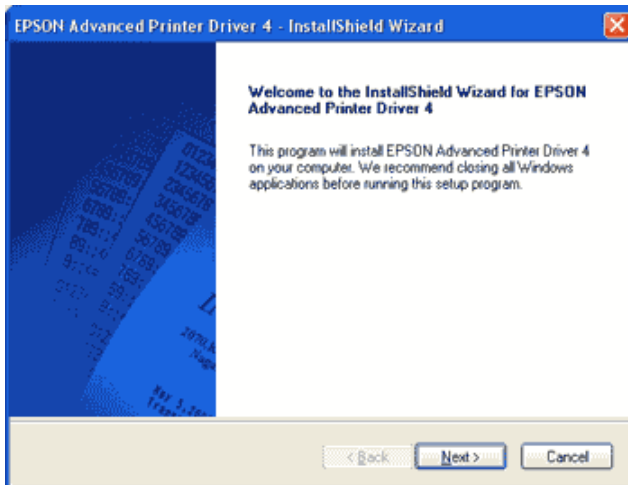 EPSON Advanced Printer Driver 4 - InstallShield Wizard
Welcome to the InstallShield Wizard for EPSON
Advanced Printer Driver 4
This program will install EPSON Advanced Printer Driver 4
on your computer. We recommend closing all Windows
applications before running this setup program.
< Back
Next >
Cancel